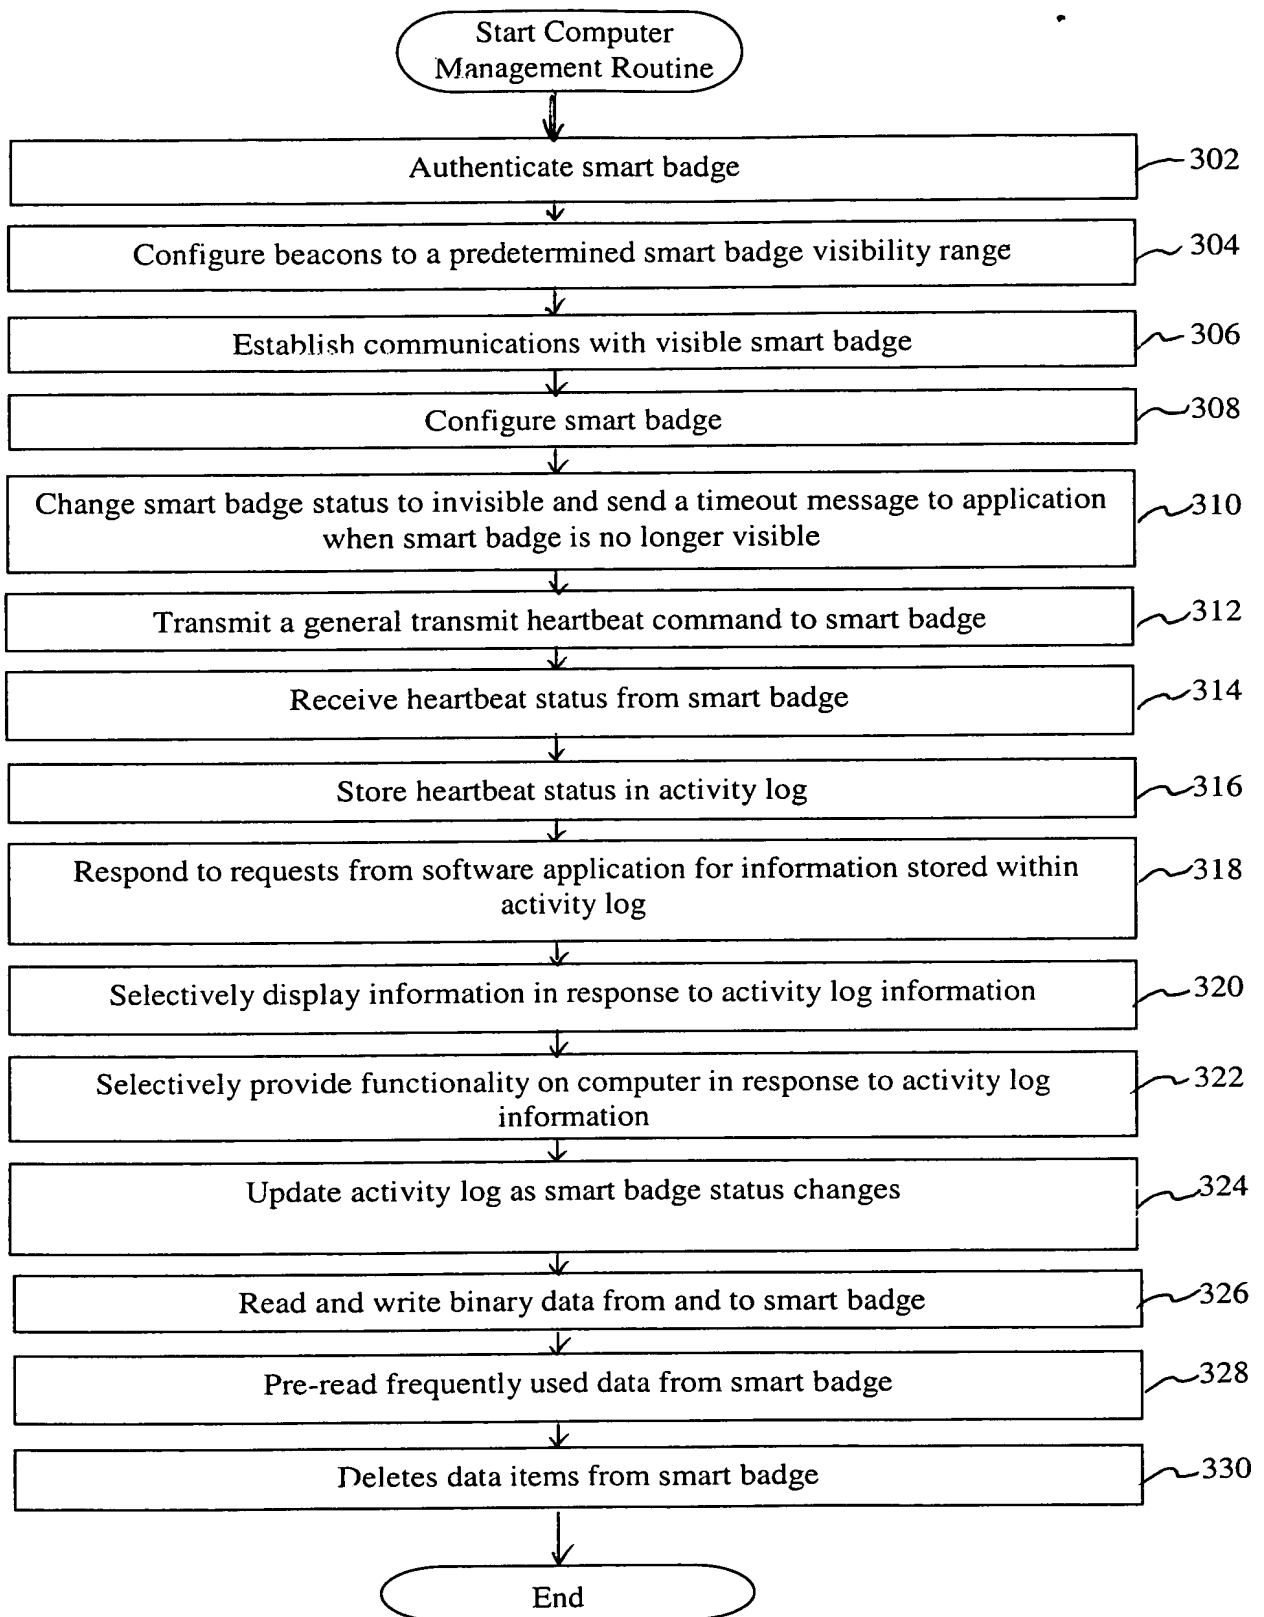 Start Computer
Management Routine
Authenticate smart badge
302
Configure beacons to a predetermined smart badge visibility range
304
Establish communications with visible smart badge
306
Configure smart badge
308
Change smart badge status to invisible and send a timeout message to application
when smart badge is no longer visible
310
Transmit a general transmit heartbeat command to smart badge
312
Receive heartbeat status from smart badge
314
Store heartbeat status in activity log
316
Respond to requests from software application for information stored within
activity log
318
Selectively display information in response to activity log information
320
Selectively provide functionality on computer in response to activity log
information
322
Update activity log as smart badge status changes
324
Read and write binary data from and to smart badge
326
Pre-read frequently used data from smart badge
328
Deletes data items from smart badge
330
End